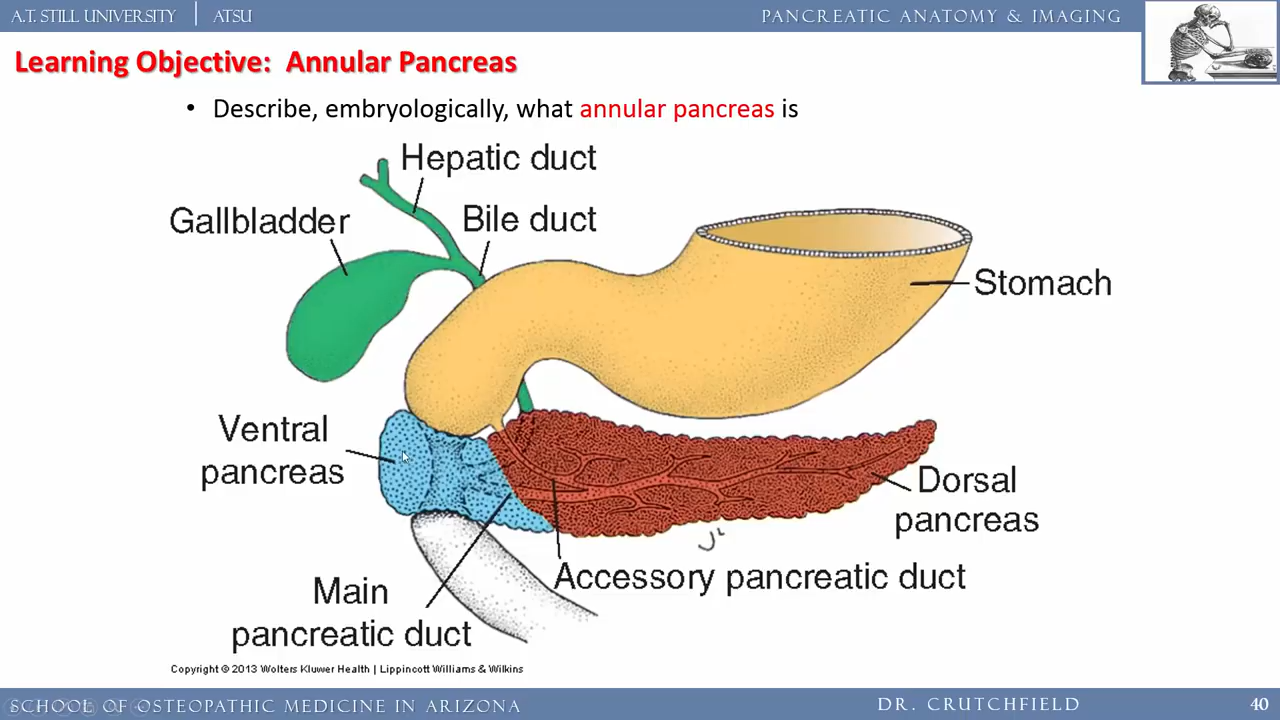 A.T. STILL UNIVERSITY | ATSU
PANCREATIC ANATOMY & IMAGING
Learning Objective: Annular Pancreas
• Describe, embryologically, what annular pancreas is
Hepatic duct
Gallbladder
Bile duct
Stomach
Ventral
pancreas
Dorsal
pancreas
Accessory pancreatic duct
Main
pancreatic duct
Copyright © 2013 Wolters Kluwer Health | Lippincott Williams & Wilkins
SCHOOL OF OSTEOPATHIC MEDICINE IN ARIZONA
DR. CRUTCHFIELD
40